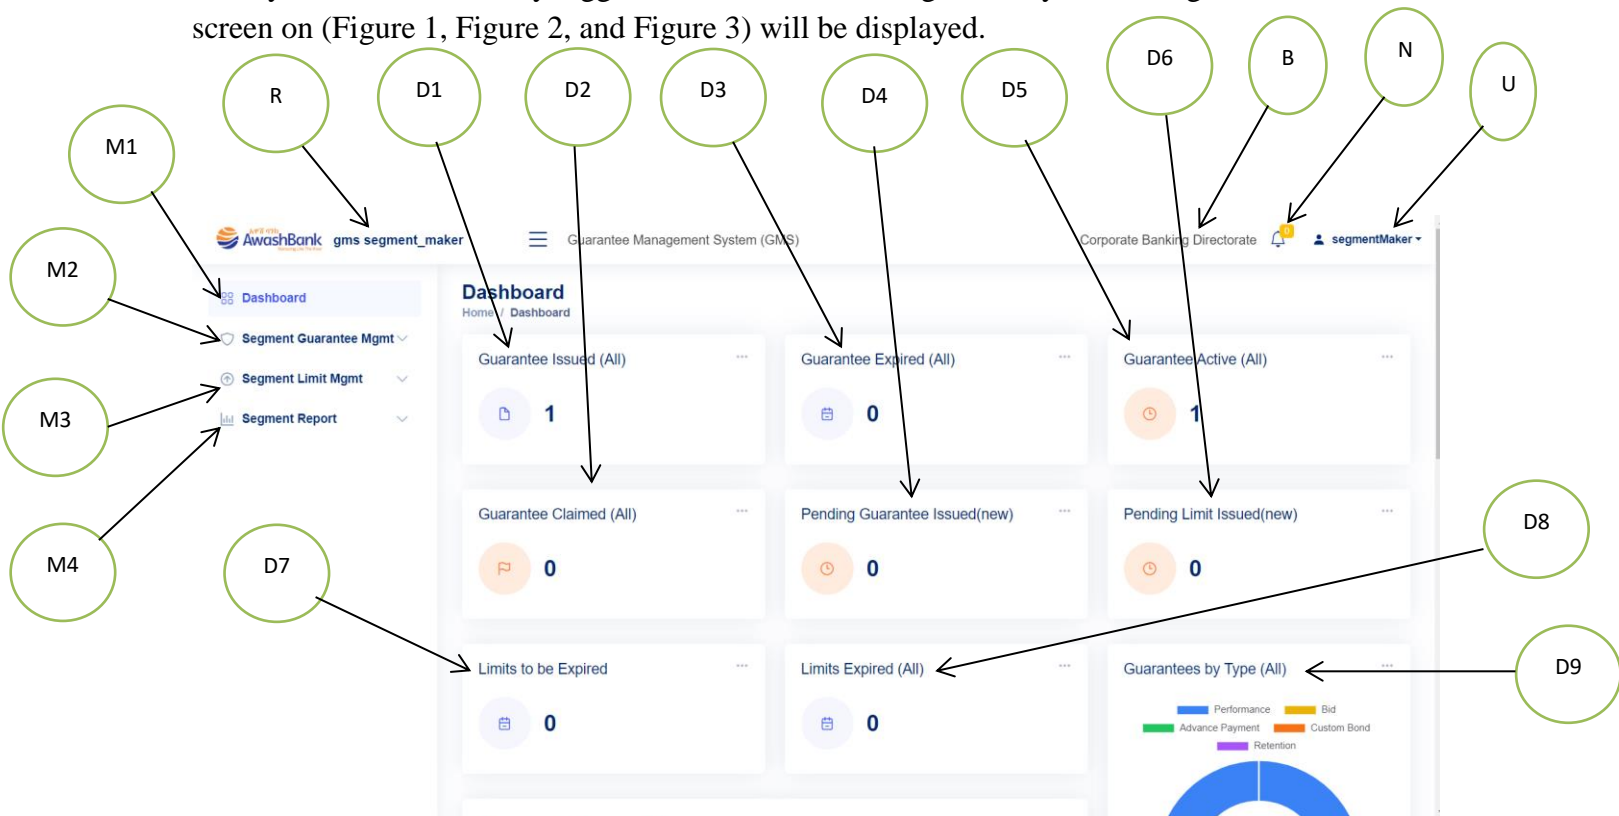 screen on (Figure 1, Figure 2, and Figure 3) will be displayed.
R
D1
D2
D3
D4
D5
D6
B
N
U
M1
M2
M3
M4
D7
D8
D9
AwashBank
gms segment_maker
Guarantee Management System (GMS)
Corporate Banking Directorate
0
segmentMaker
Dashboard
Segment Guarantee Mgmt
Segment Limit Mgmt
Segment Report
Dashboard
Home / Dashboard
Guarantee Issued (All) ...
1
Guarantee Expired (All) ...
0
Guarantee Active (All) ...
1
Guarantee Claimed (All) ...
0
Pending Guarantee Issued(new) ...
0
Pending Limit Issued(new) ...
0
Limits to be Expired ...
0
Limits Expired (All) ...
0
Guarantees by Type (All) ...
Performance Bid
Advance Payment Custom Bond
Retention